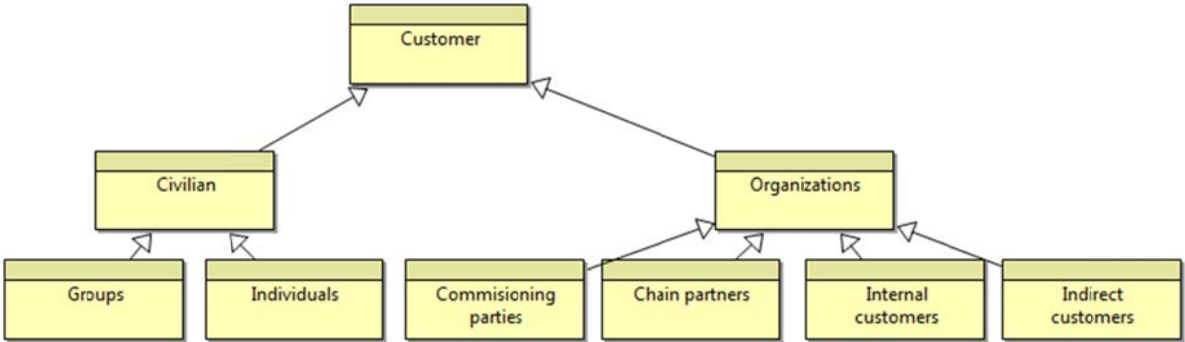 Customer
Civilian
Organizations
Groups
Individuals
Commisioning
parties
Chain partners
Internal
customers
Indirect
customers